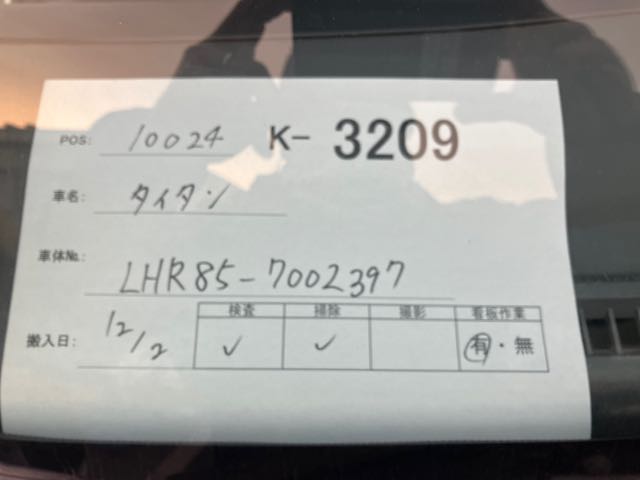 POS: 10024 K- 3209
車名: タイタン
車体No.: LHR85-7002397
検査 掃除 撮影 看板作業
搬入日: 12/2 ✓ ✓ 有・無